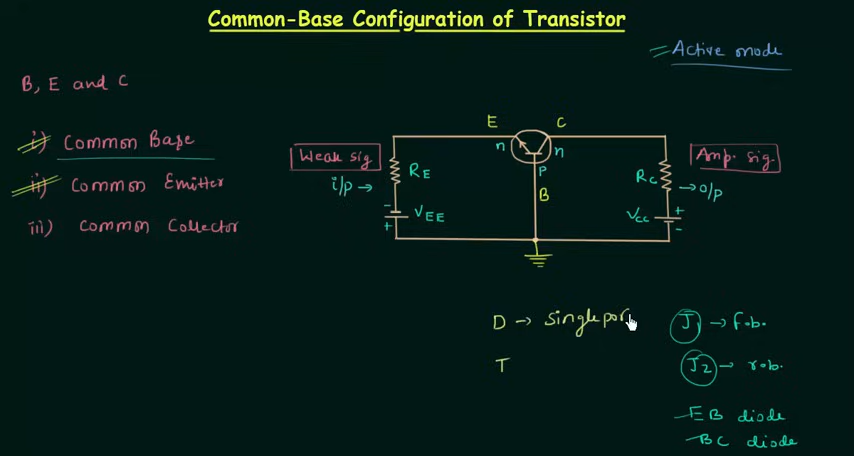 Common-Base Configuration of Transistor
Active mode
B, E and C
i) Common Base
ii) Common Emitter
iii) Common Collector
E C
Weak sig
n n
Amp. sig.
i/p →
RE
P
RC
→ o/p
B
-
VEE
+
VCC
+
-
D → single por
T
J1 → f.b.
J2 → r.b.
EB diode
BC diode